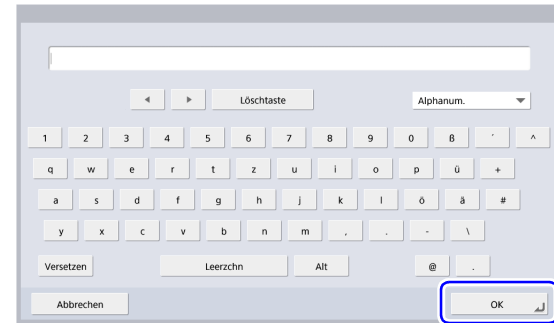 Löschtaste Alphanum.
1 2 3 4 5 6 7 8 9 0 ß ´ ^
q w e r t z u i o p ü +
a s d f g h j k l ö ä #
y x c v b n m , . - \
Versetzen Leerzchn Alt @ .
Abbrechen OK